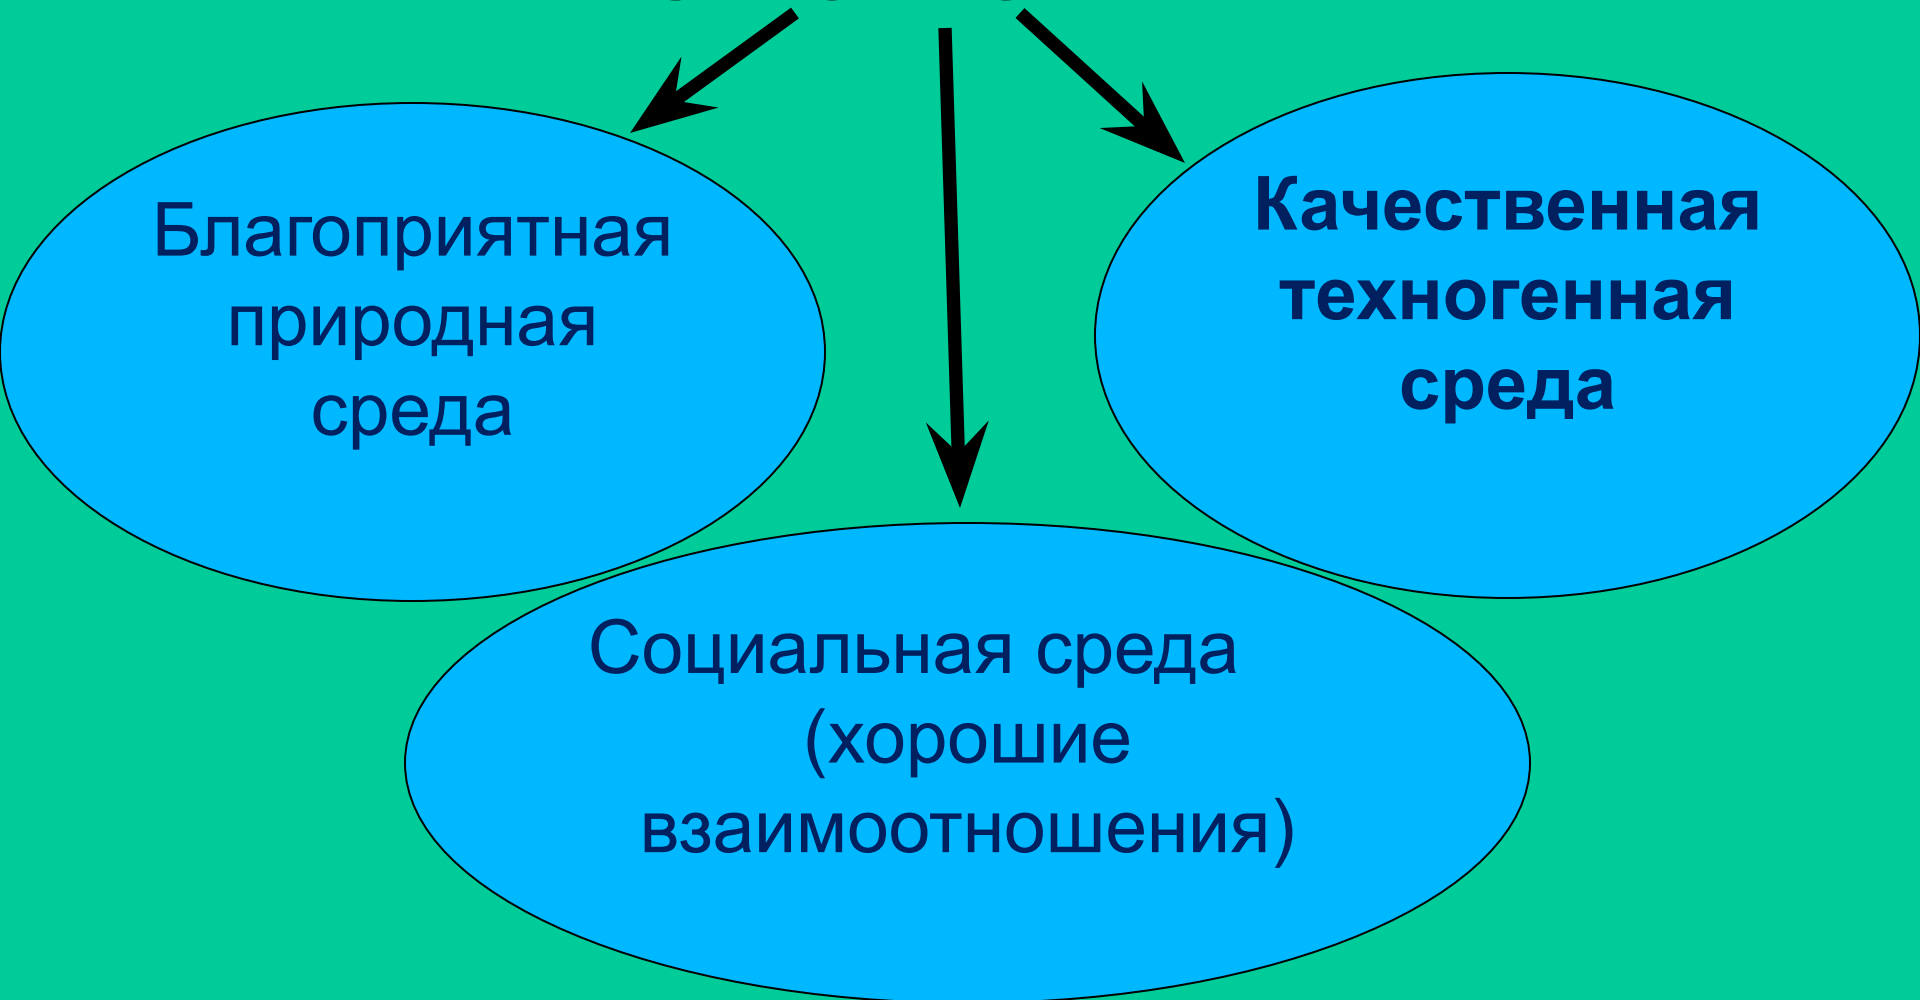 Благоприятная
природная
среда
Качественная
техногенная
среда
Социальная среда
(хорошие
взаимоотношения)